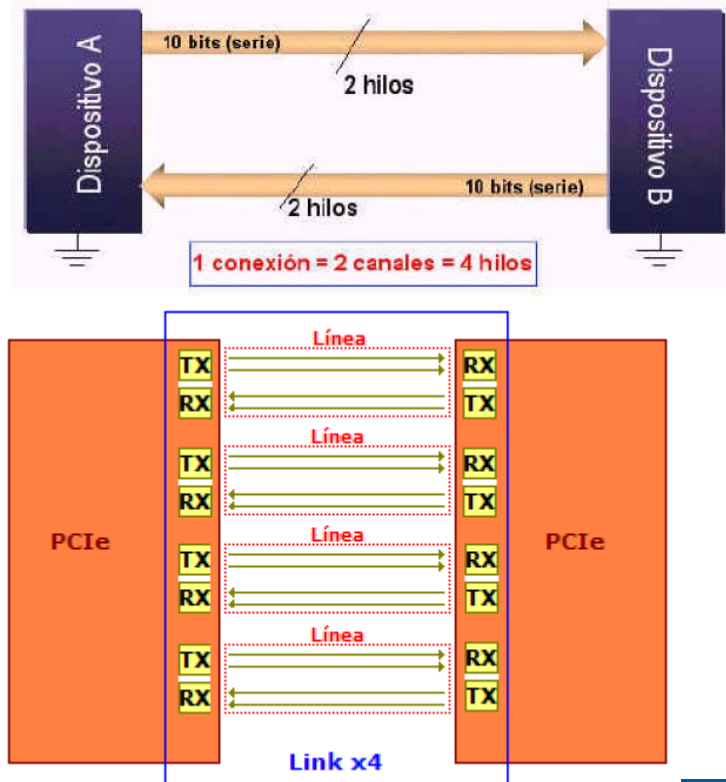 Dispositivo A
10 bits (serie)
2 hilos
Dispositivo B
10 bits (serie)
2 hilos
1 conexión = 2 canales = 4 hilos
Línea
TX
RX
RX
TX
Línea
TX
RX
RX
TX
PCIe
PCIe
Línea
TX
RX
RX
TX
Línea
TX
RX
RX
TX
Link x4